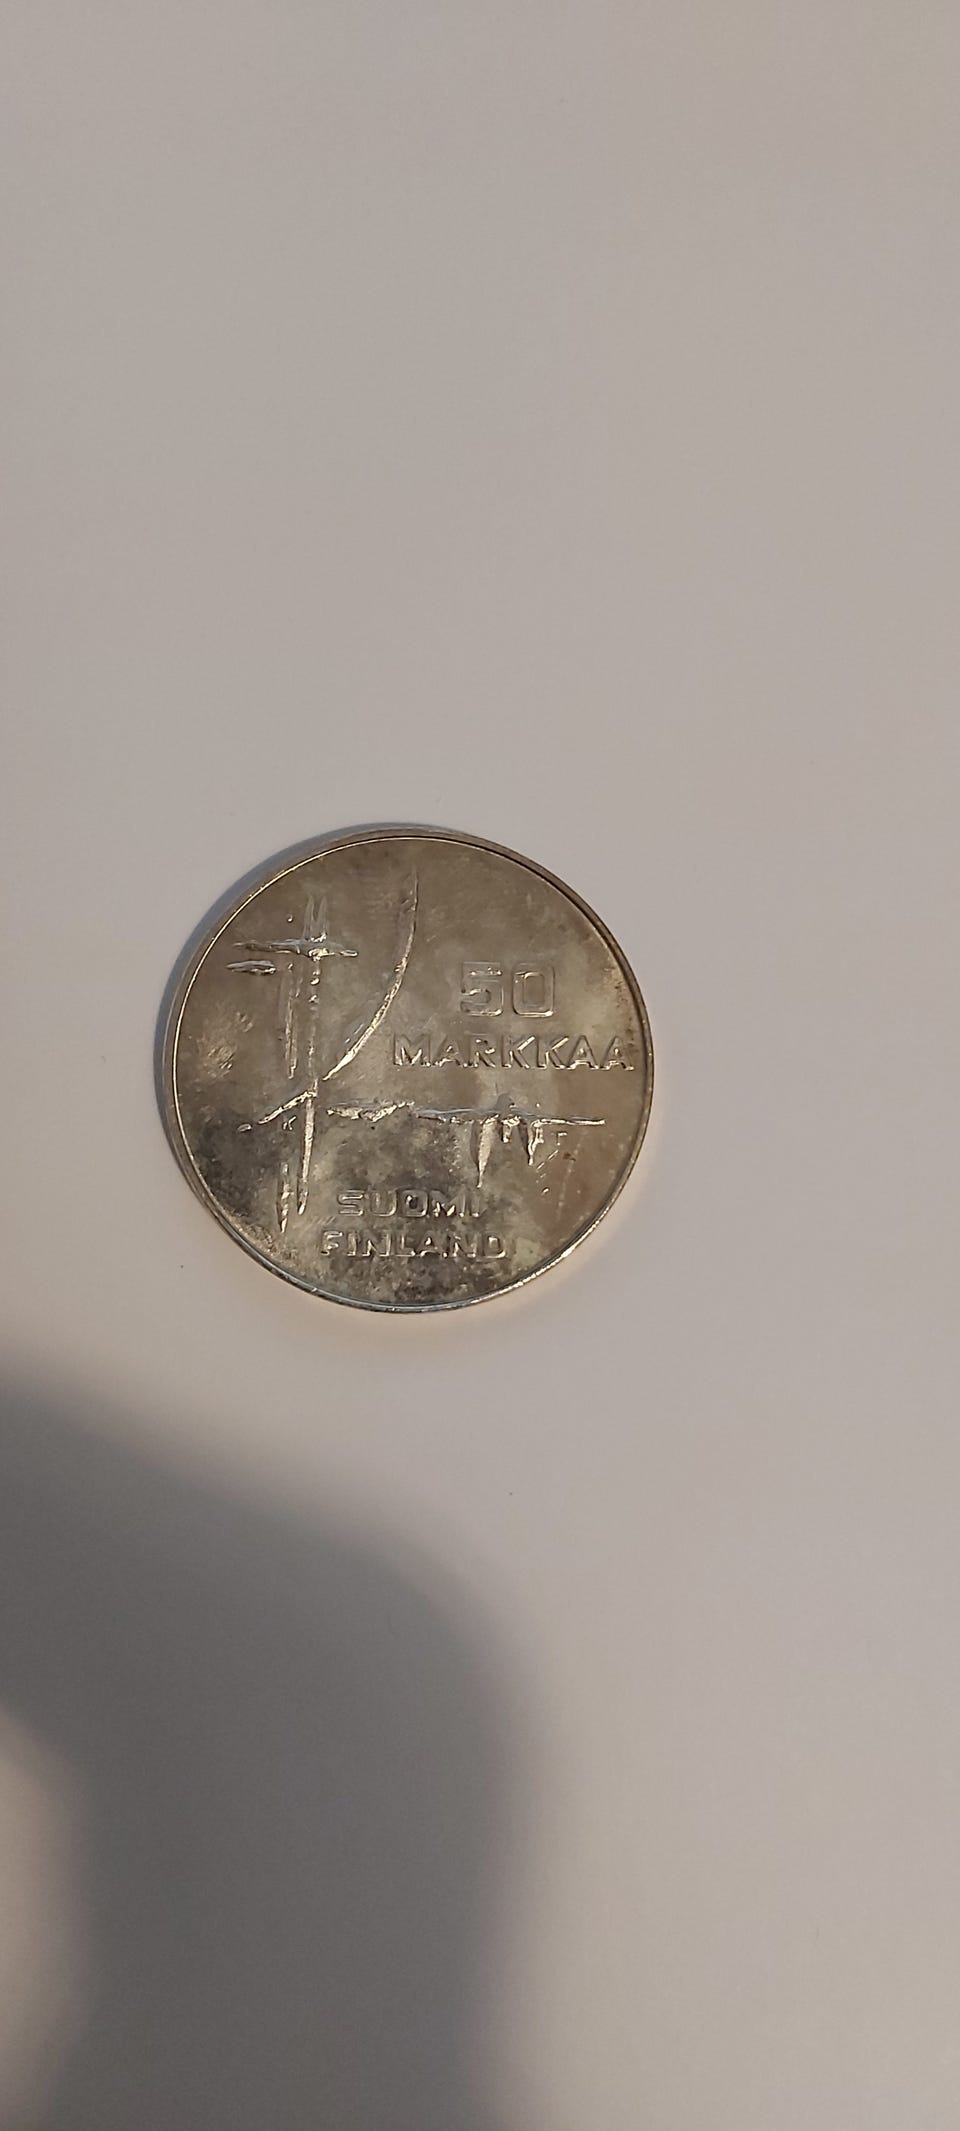 50
MARKKAA
K T
SUOMI
FINLAND